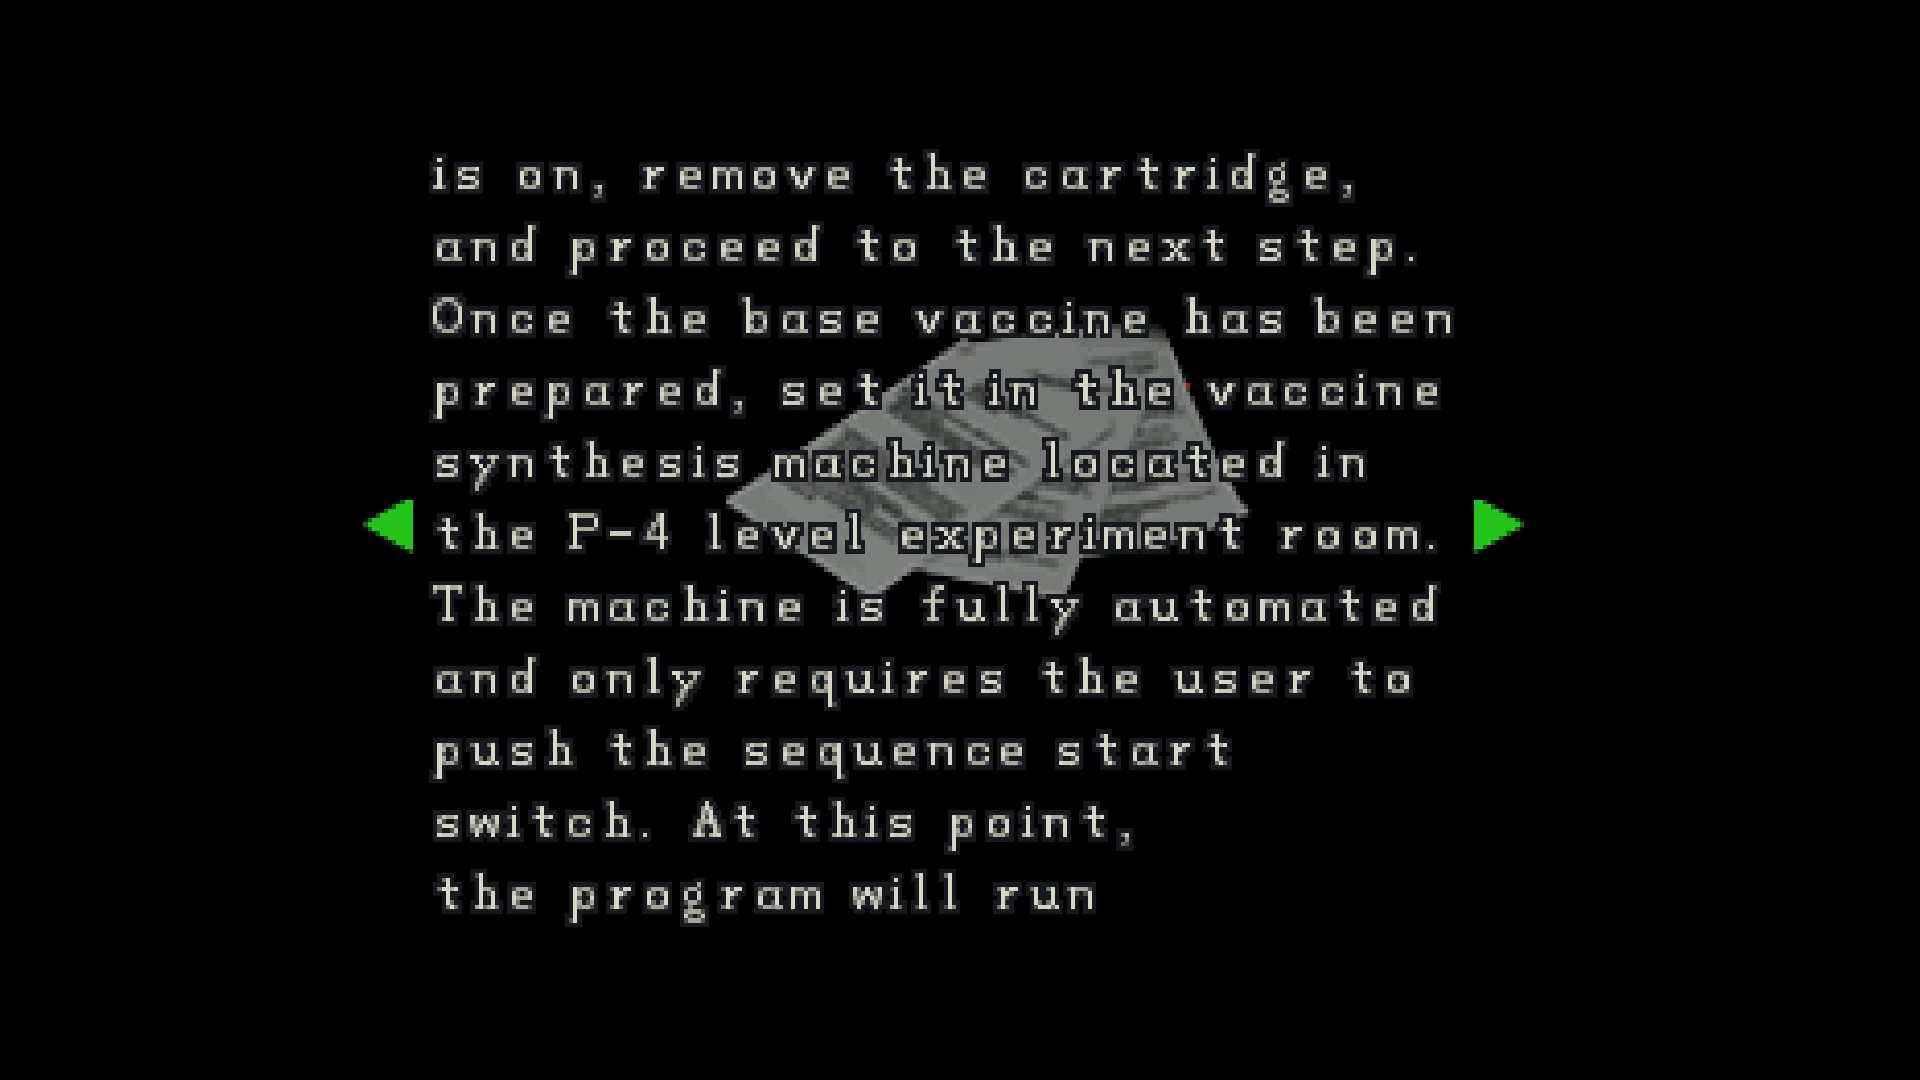 is on, remove the cartridge,
and proceed to the next step.
Once the base vaccine has been
prepared, set it in the vaccine
synthesis machine located in
the P-4 level experiment room.
The machine is fully automated
and only requires the user to
push the sequence start
switch. At this point,
the program will run